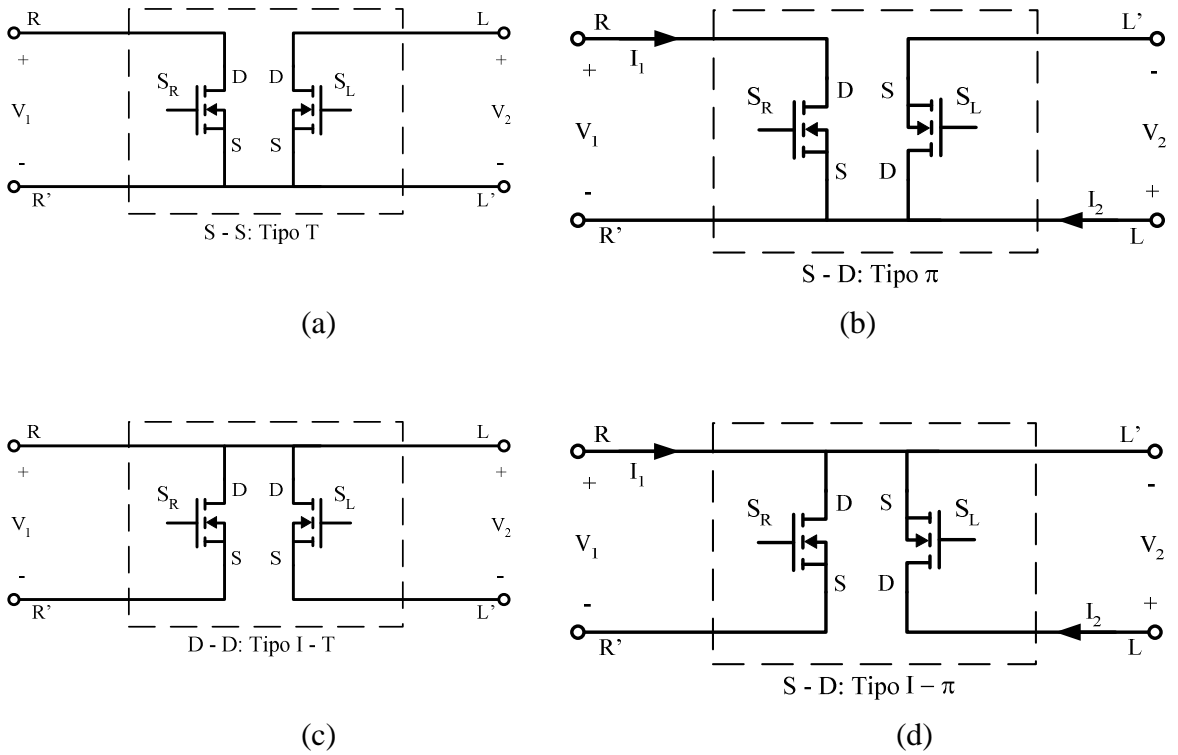 R
L
+
D
D
+
S_R
S_L
V_1
V_2
-
S
S
-
R'
L'
S - S: Tipo T
(a)
R
L'
I_1
+
D
S
-
S_R
S_L
V_1
V_2
-
S
D
+
I_2
R'
L
S - D: Tipo π
(b)
R
L
+
D
D
+
S_R
S_L
V_1
V_2
-
S
S
-
R'
L'
D - D: Tipo I - T
(c)
R
L'
I_1
+
D
S
-
S_R
S_L
V_1
V_2
-
S
D
+
I_2
R'
L
S - D: Tipo I – π
(d)